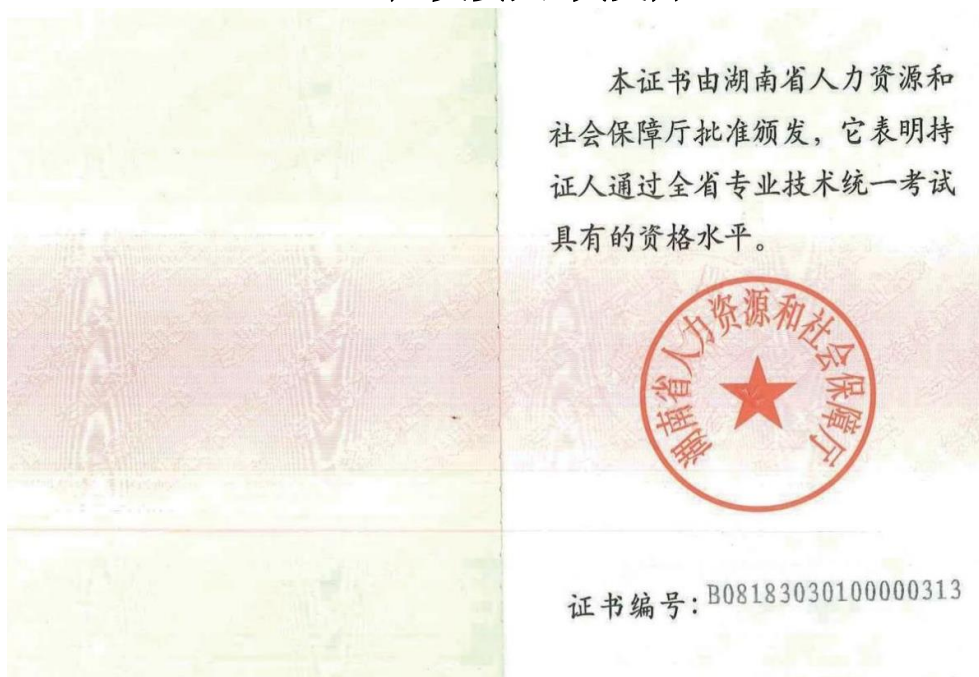 本证书由湖南省人力资源和
社会保障厅批准颁发，它表明持
证人通过全省专业技术统一考试
具有的资格水平。
湖南省人力资源和社会保障厅
证书编号：B08183030100000313